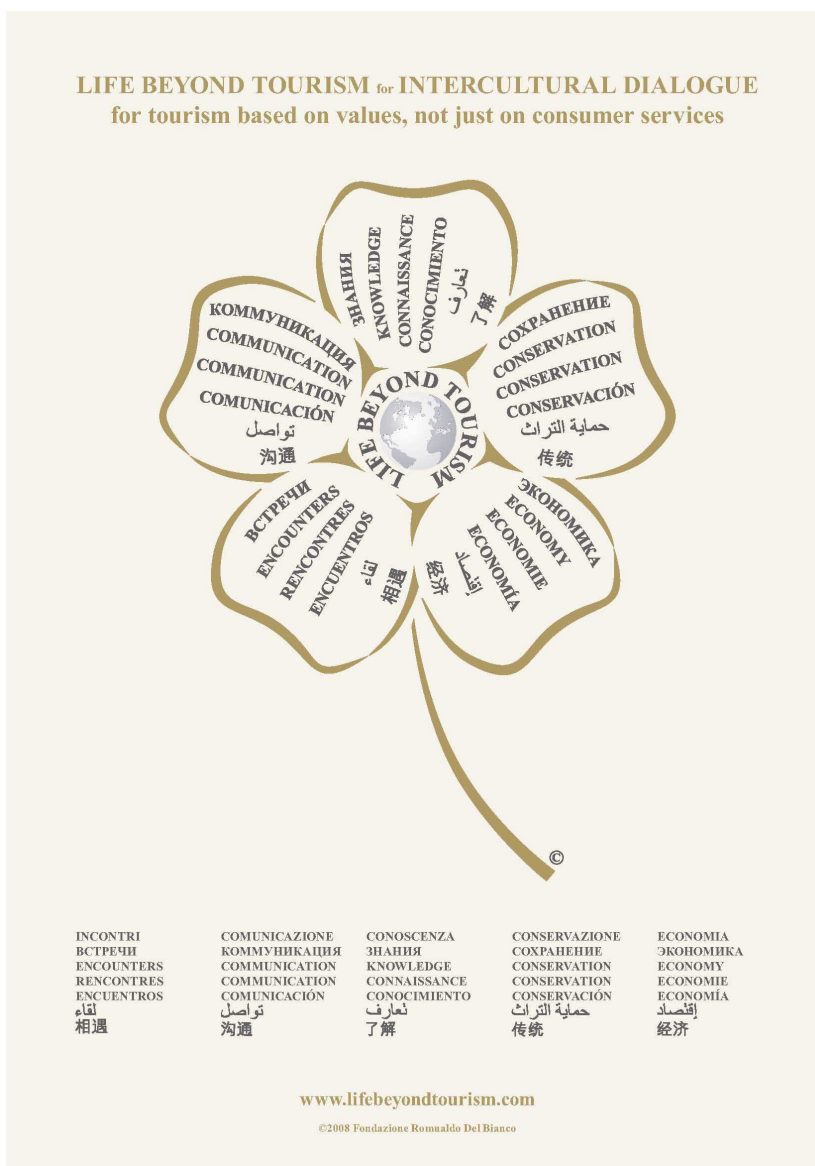 LIFE BEYOND TOURISM for INTERCULTURAL DIALOGUE
for tourism based on values, not just on consumer services
ЗНАНИЯ
KNOWLEDGE
CONNAISSANCE
CONOCIMIENTO
تعارف
了解
КОММУНИКАЦИЯ
COMMUNICATION
COMMUNICATION
COMUNICACIÓN
تواصل
沟通
СОХРАНЕНИЕ
CONSERVATION
CONSERVATION
CONSERVACIÓN
حماية التراث
传统
LIFE BEYOND TOURISM
ВСТРЕЧИ
ENCOUNTERS
RENCONTRES
ENCUENTROS
لقاء
相遇
ЭКОНОМИКА
ECONOMY
ECONOMIE
ECONOMÍA
إقتصاد
经济
©
INCONTRI
ВСТРЕЧИ
ENCOUNTERS
RENCONTRES
ENCUENTROS
لقاء
相遇
COMUNICAZIONE
КОММУНИКАЦИЯ
COMMUNICATION
COMMUNICATION
COMUNICACIÓN
تواصل
沟通
CONOSCENZA
ЗНАНИЯ
KNOWLEDGE
CONNAISSANCE
CONOCIMIENTO
تعارف
了解
CONSERVAZIONE
СОХРАНЕНИЕ
CONSERVATION
CONSERVATION
CONSERVACIÓN
حماية التراث
传统
ECONOMIA
ЭКОНОМИКА
ECONOMY
ECONOMIE
ECONOMÍA
إقتصاد
经济
www.lifebeyondtourism.com
©2008 Fondazione Romualdo Del Bianco